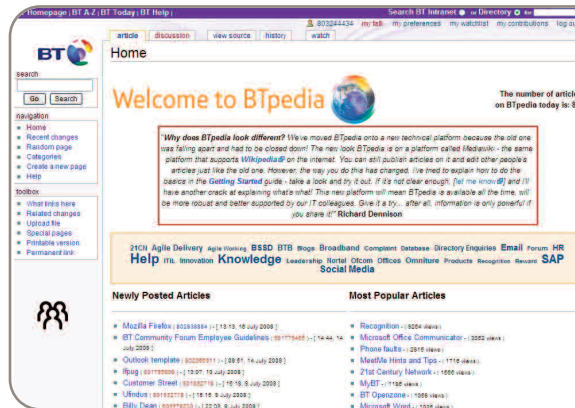 Homepage | BT A-Z | BT Today | BT Help |
Search BT Intranet or Directory for
803244434 my talk my preferences my watchlist my contributions log out
article discussion view source history watch
BT
Home
search
Go Search
Welcome to BTpedia
The number of article
on BTpedia today is: 8
navigation
Home
Recent changes
Random page
Categories
Create a new page
Help
toolbox
What links here
Related changes
Upload file
Special pages
Printable version
Permanent link
"Why does BTpedia look different? We've moved BTpedia onto a new technical platform because the old one
was falling apart and had to be closed down! The new look BTpedia is on a platform called Mediawiki - the same
platform that supports Wikipedia on the internet. You can still publish articles on it and edit other people's
articles just like the old one. However, the way you do this has changed. I've tried to explain how to do the
basics in the Getting Started guide - take a look and try it out. If it's not clear enough, [let me know] and I'll
have another crack at explaining what's what! This new platform will mean BTpedia is available all the time, will
be more robust and better supported by our IT colleagues. Give it a try... after all, information is only powerful if
you share it!" Richard Dennison
21CN Agile Delivery Agile Working BSSD BTB Blogs Broadband Complaint Database Directory Enquiries Email Forum HR
Help ITIL Innovation Knowledge Leadership Nortel Ofcom Offices Omniture Products Recognition Reward SAP
Social Media
Newly Posted Articles
Mozilla Firefox
BT Community Forum Employee Guidelines
July 2008 ]
Outlook template
Ifpug
Customer Street
Ufindus
Billy Dean
Most Popular Articles
Recognition
Microsoft Office Communicator
Phone faults
MeetMe Hints and Tips
21st Century Network
MyBT
BT Openzone
Microsoft Word